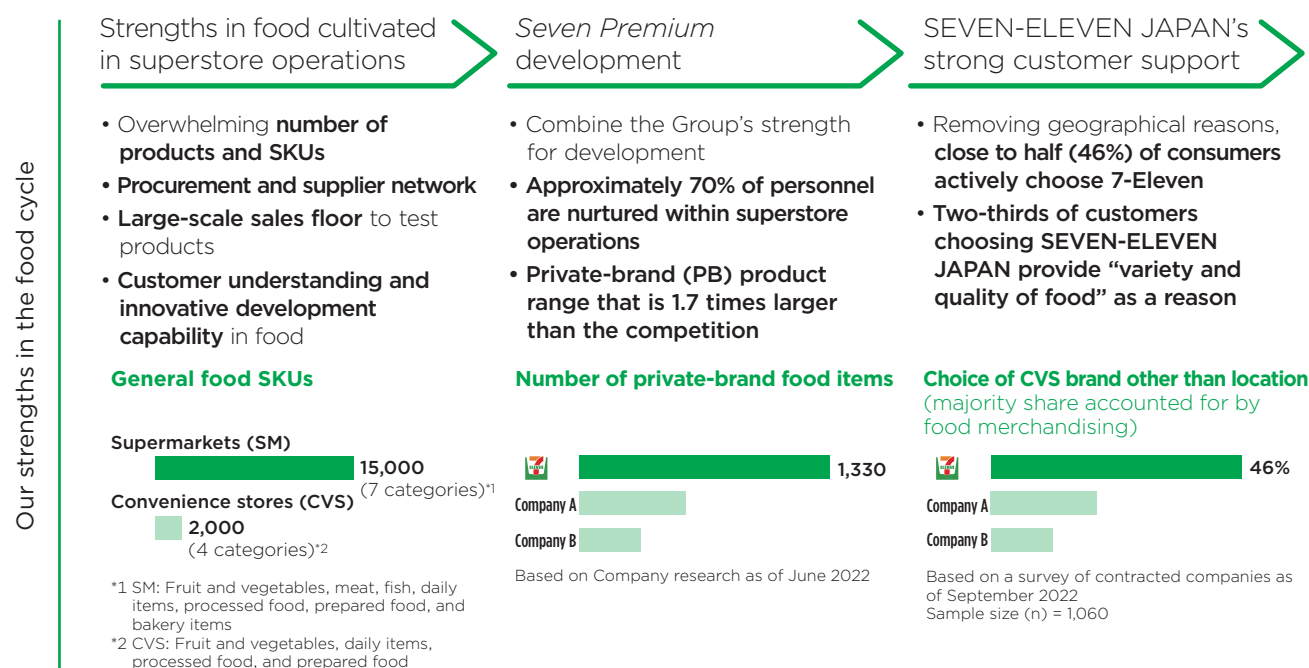 Our strengths in the food cycle
Strengths in food cultivated
in superstore operations
• Overwhelming number of
products and SKUs
• Procurement and supplier network
• Large-scale sales floor to test
products
• Customer understanding and
innovative development
capability in food
General food SKUs
Supermarkets (SM)
15,000
(7 categories)*1
Convenience stores (CVS)
2,000
(4 categories)*2
*1 SM: Fruit and vegetables, meat, fish, daily
items, processed food, prepared food, and
bakery items
*2 CVS: Fruit and vegetables, daily items,
processed food, and prepared food
Seven Premium
development
• Combine the Group's strength
for development
• Approximately 70% of personnel
are nurtured within superstore
operations
• Private-brand (PB) product
range that is 1.7 times larger
than the competition
Number of private-brand food items
7 ELEVEN
1,330
Company A
Company B
Based on Company research as of June 2022
SEVEN-ELEVEN JAPAN's
strong customer support
• Removing geographical reasons,
close to half (46%) of consumers
actively choose 7-Eleven
• Two-thirds of customers
choosing SEVEN-ELEVEN
JAPAN provide “variety and
quality of food” as a reason
Choice of CVS brand other than location
(majority share accounted for by
food merchandising)
7 ELEVEN
46%
Company A
Company B
Based on a survey of contracted companies as
of September 2022
Sample size (n) = 1,060